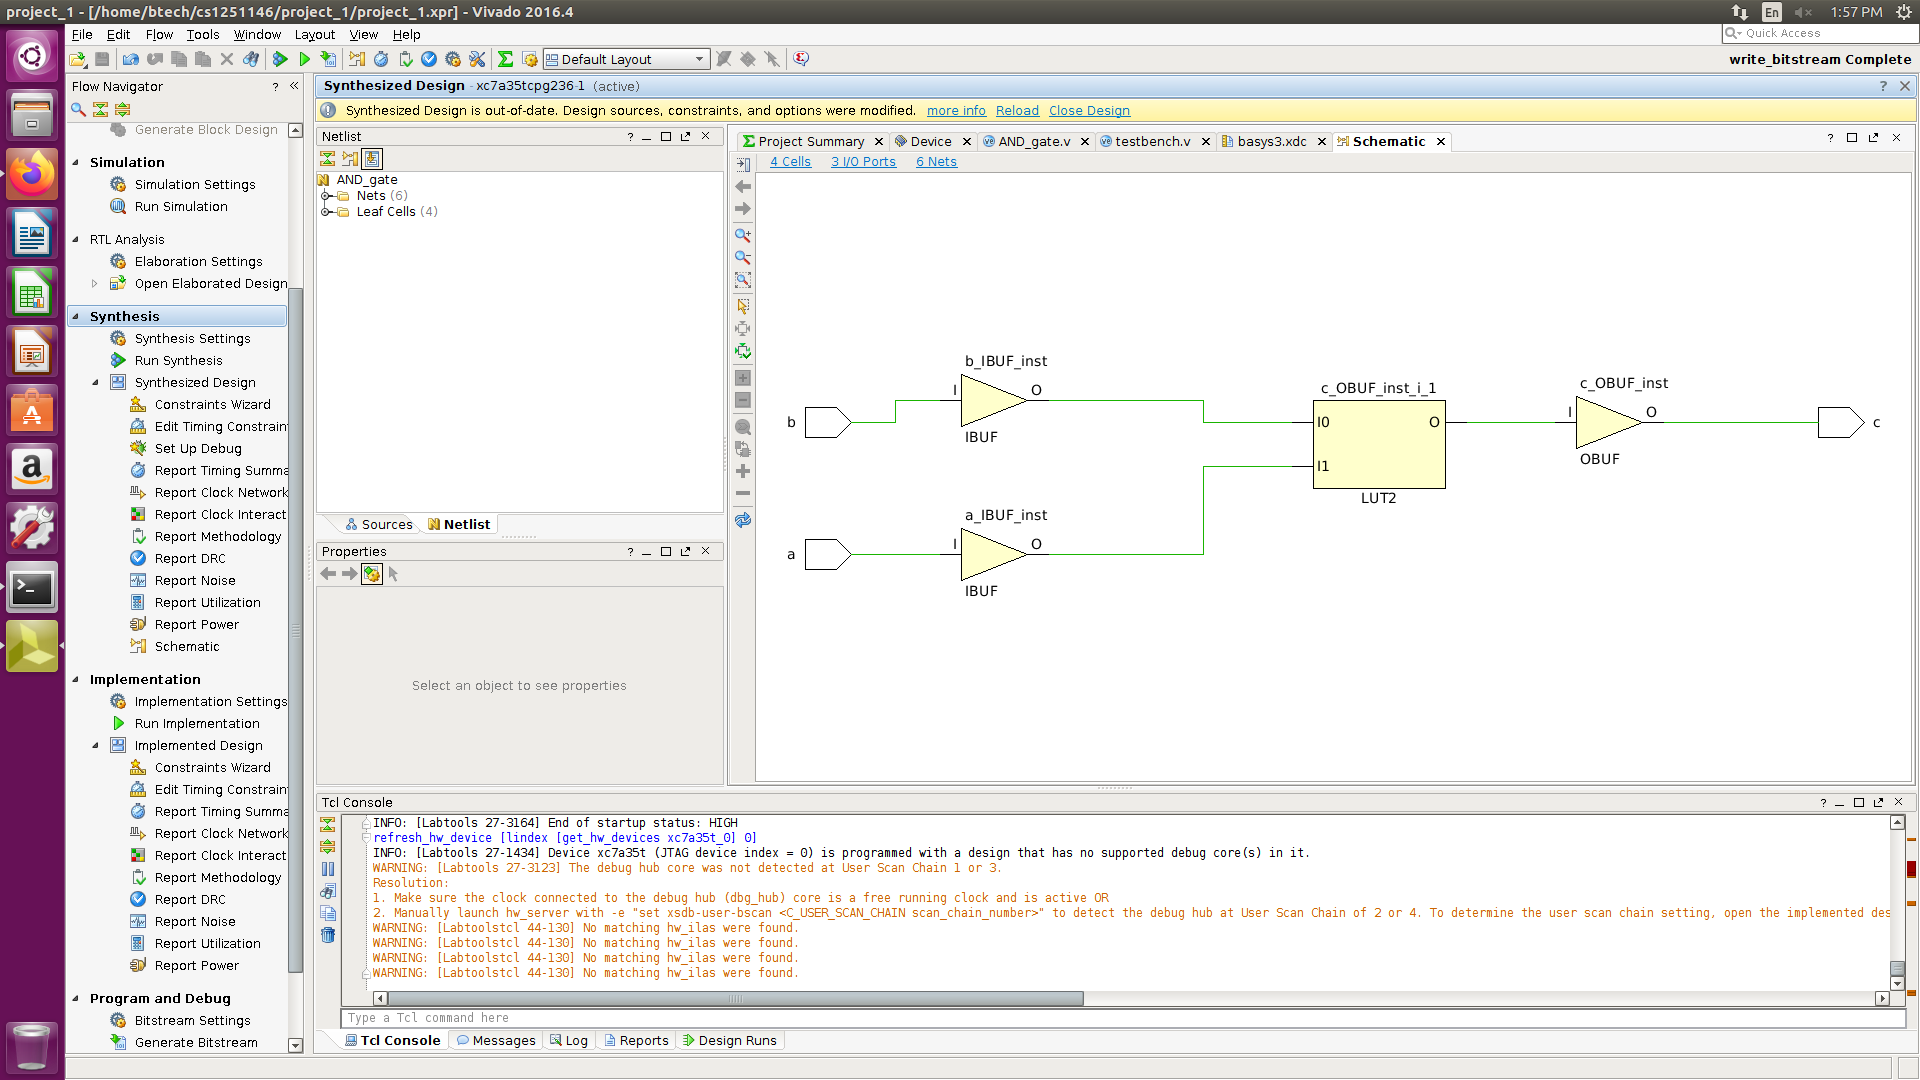 project_1 - [/home/btech/cs1251146/project_1/project_1.xpr] - Vivado 2016.4
En
1:57 PM
File Edit Flow Tools Window Layout View Help
Quick Access
Default Layout
write_bitstream Complete
Flow Navigator
Generate Block Design
Simulation
Simulation Settings
Run Simulation
RTL Analysis
Elaboration Settings
Open Elaborated Design
Synthesis
Synthesis Settings
Run Synthesis
Synthesized Design
Constraints Wizard
Edit Timing Constrain
Set Up Debug
Report Timing Summa
Report Clock Network
Report Clock Interact
Report Methodology
Report DRC
Report Noise
Report Utilization
Report Power
Schematic
Implementation
Implementation Settings
Run Implementation
Implemented Design
Constraints Wizard
Edit Timing Constrain
Report Timing Summa
Report Clock Network
Report Clock Interact
Report Methodology
Report DRC
Report Noise
Report Utilization
Report Power
Program and Debug
Bitstream Settings
Generate Bitstream
Synthesized Design - xc7a35tcpg236-1 (active)
Synthesized Design is out-of-date. Design sources, constraints, and options were modified. more info Reload Close Design
Netlist
AND_gate
Nets (6)
Leaf Cells (4)
Sources Netlist
Properties
Select an object to see properties
Project Summary Device AND_gate.v testbench.v basys3.xdc Schematic
4 Cells 3 I/O Ports 6 Nets
b_IBUF_inst
I O
b
IBUF
a_IBUF_inst
I O
a
IBUF
c_OBUF_inst_i_1
I0 O
I1
LUT2
c_OBUF_inst
I O
c
OBUF
Tcl Console
INFO: [Labtools 27-3164] End of startup status: HIGH
refresh_hw_device [lindex [get_hw_devices xc7a35t_0] 0]
INFO: [Labtools 27-1434] Device xc7a35t (JTAG device index = 0) is programmed with a design that has no supported debug core(s) in it.
WARNING: [Labtools 27-3123] The debug hub core was not detected at User Scan Chain 1 or 3.
Resolution:
1. Make sure the clock connected to the debug hub (dbg_hub) core is a free running clock and is active OR
2. Manually launch hw_server with -e "set xsdb-user-bscan <C_USER_SCAN_CHAIN scan_chain_number>" to detect the debug hub at User Scan Chain of 2 or 4. To determine the user scan chain setting, open the implemented des
WARNING: [Labtoolstcl 44-130] No matching hw_ilas were found.
WARNING: [Labtoolstcl 44-130] No matching hw_ilas were found.
WARNING: [Labtoolstcl 44-130] No matching hw_ilas were found.
WARNING: [Labtoolstcl 44-130] No matching hw_ilas were found.
Type a Tcl command here
Tcl Console Messages Log Reports Design Runs